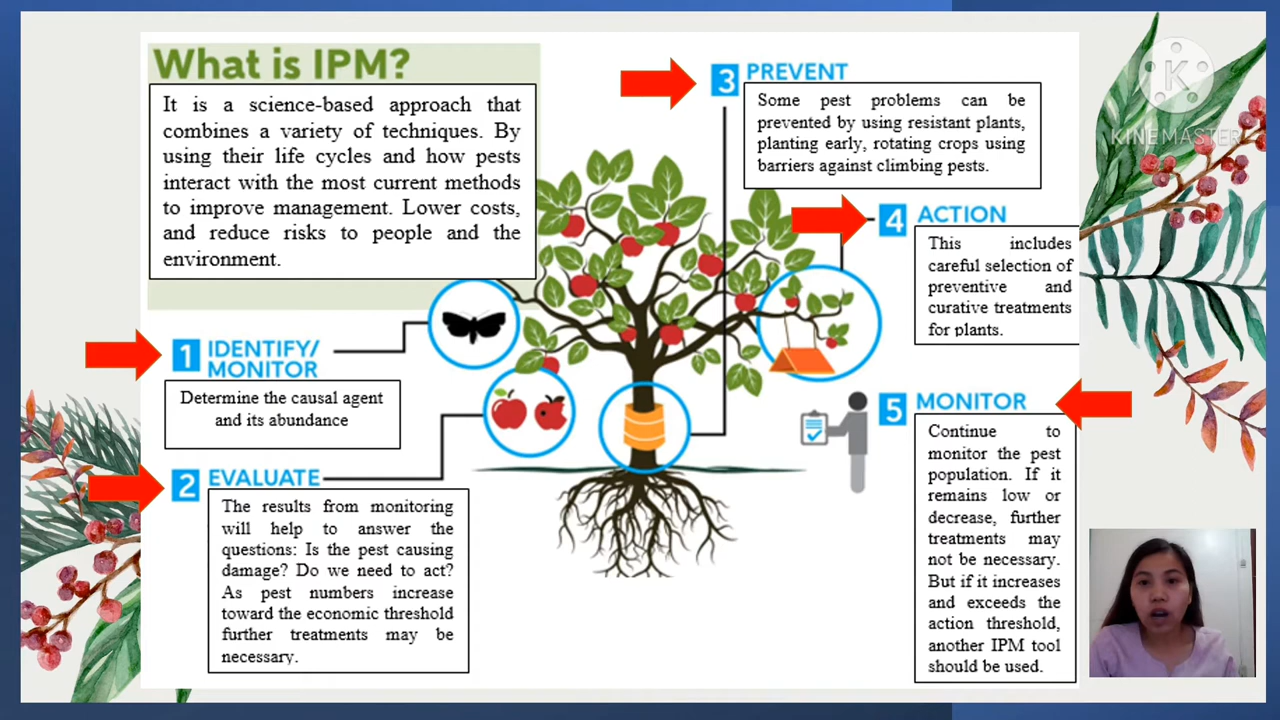 What is IPM?
It is a science-based approach that
combines a variety of techniques. By
using their life cycles and how pests
interact with the most current methods
to improve management. Lower costs,
and reduce risks to people and the
environment.
1 IDENTIFY/
MONITOR
Determine the causal agent
and its abundance
2 EVALUATE
The results from monitoring
will help to answer the
questions: Is the pest causing
damage? Do we need to act?
As pest numbers increase
toward the economic threshold
further treatments may be
necessary.
3 PREVENT
Some pest problems can be
prevented by using resistant plants,
planting early, rotating crops using
barriers against climbing pests.
4 ACTION
This includes
careful selection of
preventive and
curative treatments
for plants.
5 MONITOR
Continue to
monitor the pest
population. If it
remains low or
decrease, further
treatments may
not be necessary.
But if it increases
and exceeds the
action threshold,
another IPM tool
should be used.
K
KINEMASTER